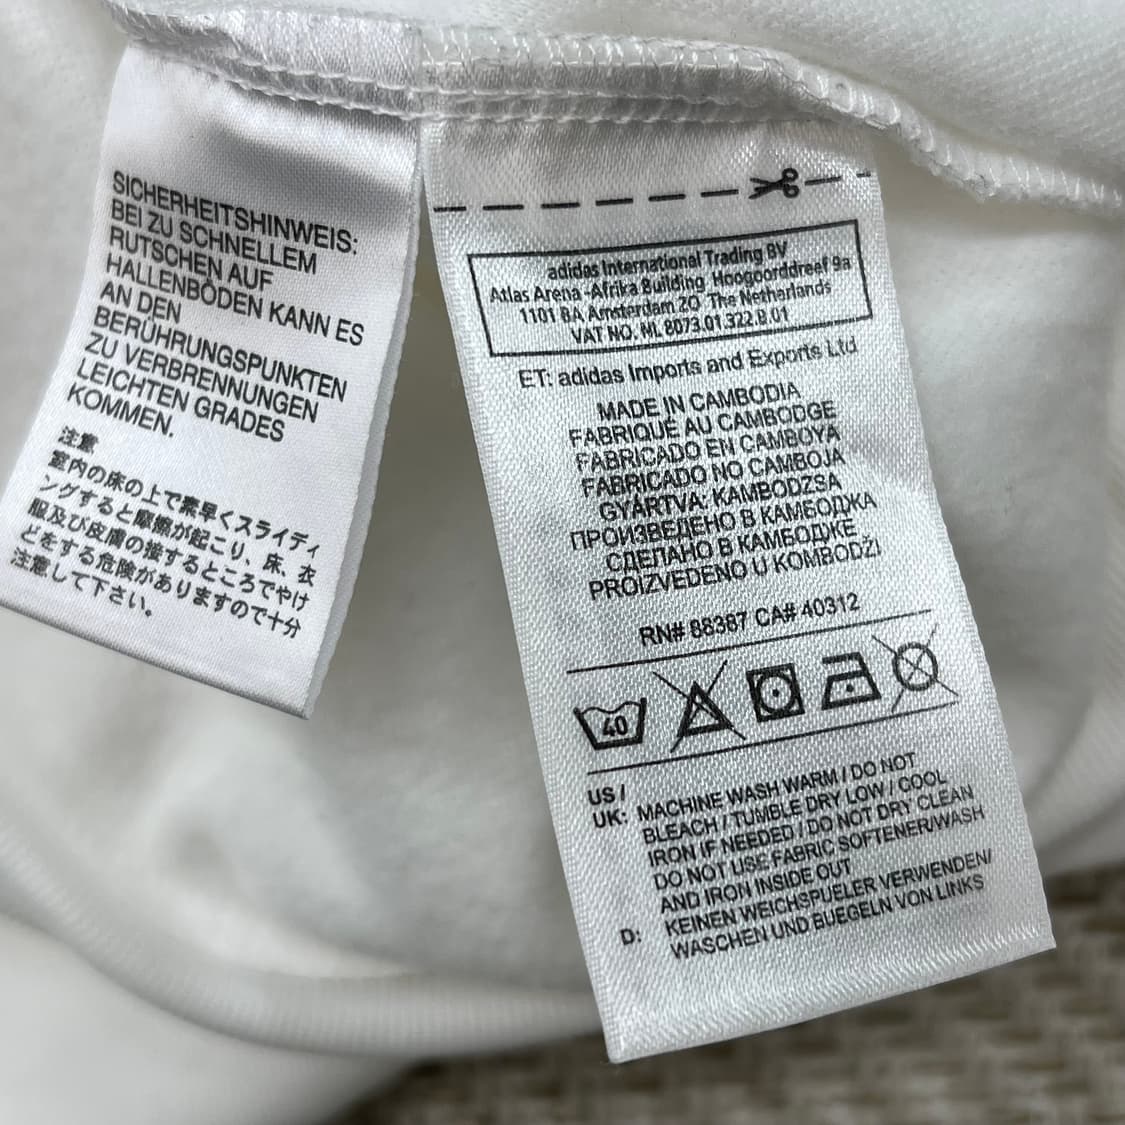 SICHERHEITSHINWEIS:
BEI ZU SCHNELLEM
RUTSCHEN AUF
HALLENBÖDEN KANN ES
AN DEN
BERÜHRUNGSPUNKTEN
ZU VERBRENNUNGEN
LEICHTEN GRADES
KOMMEN.
注意
室内の床の上で素早くスライディ
ングすると摩擦が起こり、床、衣
服及び皮膚の接するところでやけ
どをする危険がありますので十分
注意して下さい。
adidas International Trading BV
Atlas Arena -Afrika Building Hoogoorddreef 9a
1101 BA Amsterdam ZO The Netherlands
VAT NO. NL 8073.01.322.B.01
ET: adidas Imports and Exports Ltd
MADE IN CAMBODIA
FABRIQUÉ AU CAMBODGE
FABRICADO EN CAMBOYA
FABRICADO NO CAMBOJA
GYÁRTVA: KAMBODZSA
ПРОИЗВЕДЕНО В КАМБОДЖА
СДЕЛАНО В КАМБОДЖЕ
PROIZVEDENO U KOMBODŽI
RN# 88387 CA# 40312
40
US /
UK: MACHINE WASH WARM / DO NOT
BLEACH / TUMBLE DRY LOW / COOL
IRON IF NEEDED / DO NOT DRY CLEAN
DO NOT USE FABRIC SOFTENER/WASH
AND IRON INSIDE OUT
D: KEINEN WEICHSPUELER VERWENDEN/
WASCHEN UND BUEGELN VON LINKS